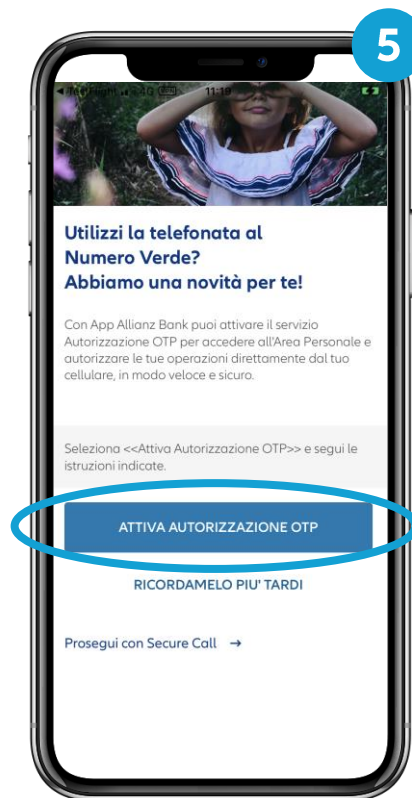 5
11:19
Utilizzi la telefonata al
Numero Verde?
Abbiamo una novità per te!
Con App Allianz Bank puoi attivare il servizio
Autorizzazione OTP per accedere all'Area Personale e
autorizzare le tue operazioni direttamente dal tuo
cellulare, in modo veloce e sicuro.
Seleziona <<Attiva Autorizzazione OTP>> e segui le
istruzioni indicate.
ATTIVA AUTORIZZAZIONE OTP
RICORDAMELO PIU' TARDI
Prosegui con Secure Call →